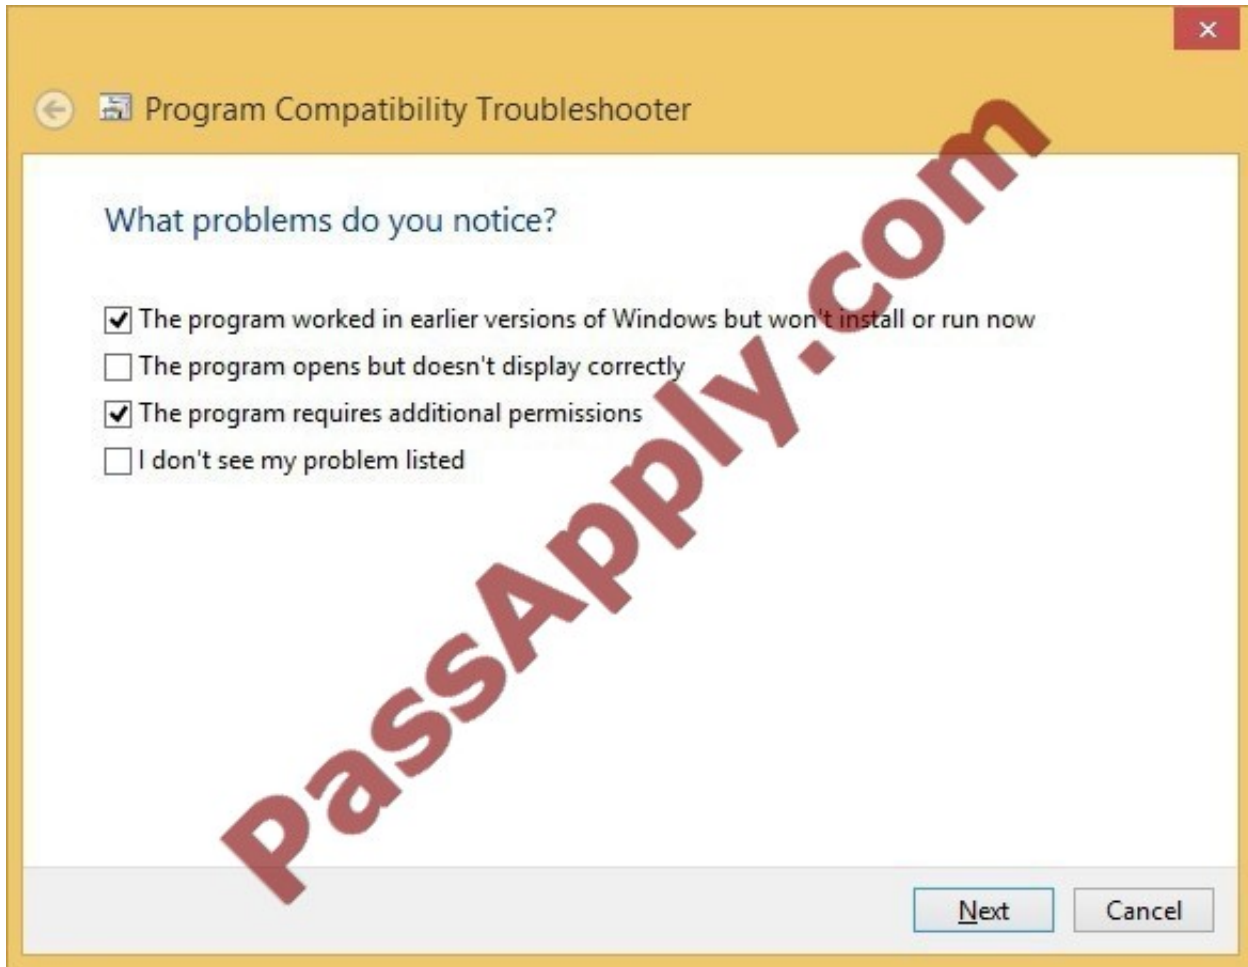 Program Compatibility Troubleshooter
What problems do you notice?
The program worked in earlier versions of Windows but won't install or run now
The program opens but doesn't display correctly
The program requires additional permissions
I don't see my problem listed
PassApply.com
Next
Cancel